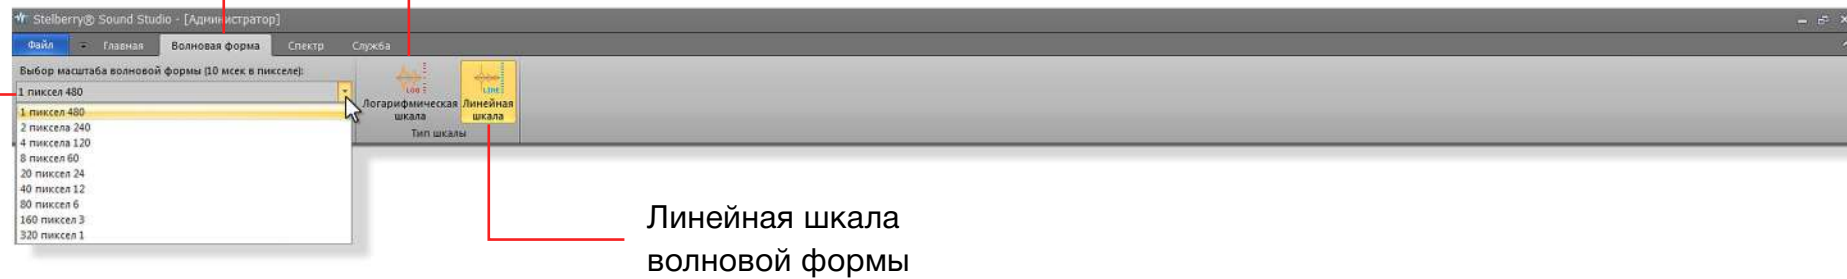 Stelberry® Sound Studio - [Администратор]
Файл Главная Волновая форма Спектр Служба
Выбор масштаба волновой формы (10 мсек в пикселе):
1 пиксел 480
1 пиксел 480
2 пиксела 240
4 пиксела 120
8 пиксел 60
20 пиксел 24
40 пиксел 12
80 пиксел 6
160 пиксел 3
320 пиксел 1
LOG
LINE
Логарифмическая
шкала
Линейная
шкала
Тип шкалы
Линейная шкала
волновой формы